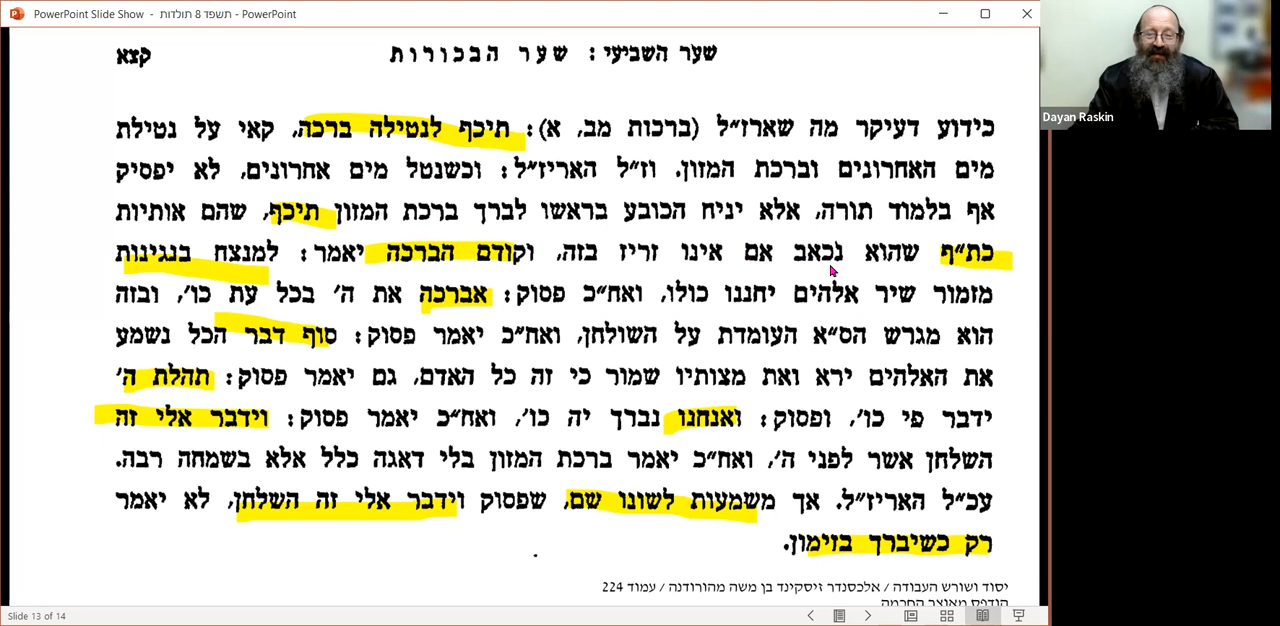 PowerPoint Slide Show - תשפד 8 תולדות - PowerPoint
שער השביעי: שער הבכורות קצא
כידוע דעיקר מה שארז״ל (ברכות מב, א): תיכף לנטילה ברכה, קאי על נטילת
מים האחרונים וברכת המזון. וז״ל האריז״ל: וכשנטל מים אחרונים, לא יפסיק
אף בלמוד תורה, אלא יניח הכובע בראשו לברך ברכת המזון תיכף, שהם אותיות
כת״ף שהוא נכאב אם אינו זריז בזה, וקודם הברכה יאמר: למנצח בנגינות
מזמור שיר אלהים יחננו כולו, ואח״כ פסוק: אברכה את ה׳ בכל עת כו׳, ובזה
הוא מגרש הס״א העומדת על השולחן, ואח״כ יאמר פסוק: סוף דבר הכל נשמע
את האלהים ירא ואת מצותיו שמור כי זה כל האדם, גם יאמר פסוק: תהלת ה׳
ידבר פי כו׳, ופסוק: ואנחנו נברך יה כו׳, ואח״כ יאמר פסוק: וידבר אלי זה
השלחן אשר לפני ה׳, ואח״כ יאמר ברכת המזון בלי דאגה כלל אלא בשמחה רבה.
עכ״ל האריז״ל. אך משמעות לשונו שם, שפסוק וידבר אלי זה השלחן, לא יאמר
רק כשיברך בזימון.
יסוד ושורש העבודה / אלכסנדר זיסקינד בן משה מהורודנה / עמוד 224
הודפס מאוצר החכמה
Slide 13 of 14
Dayan Raskin